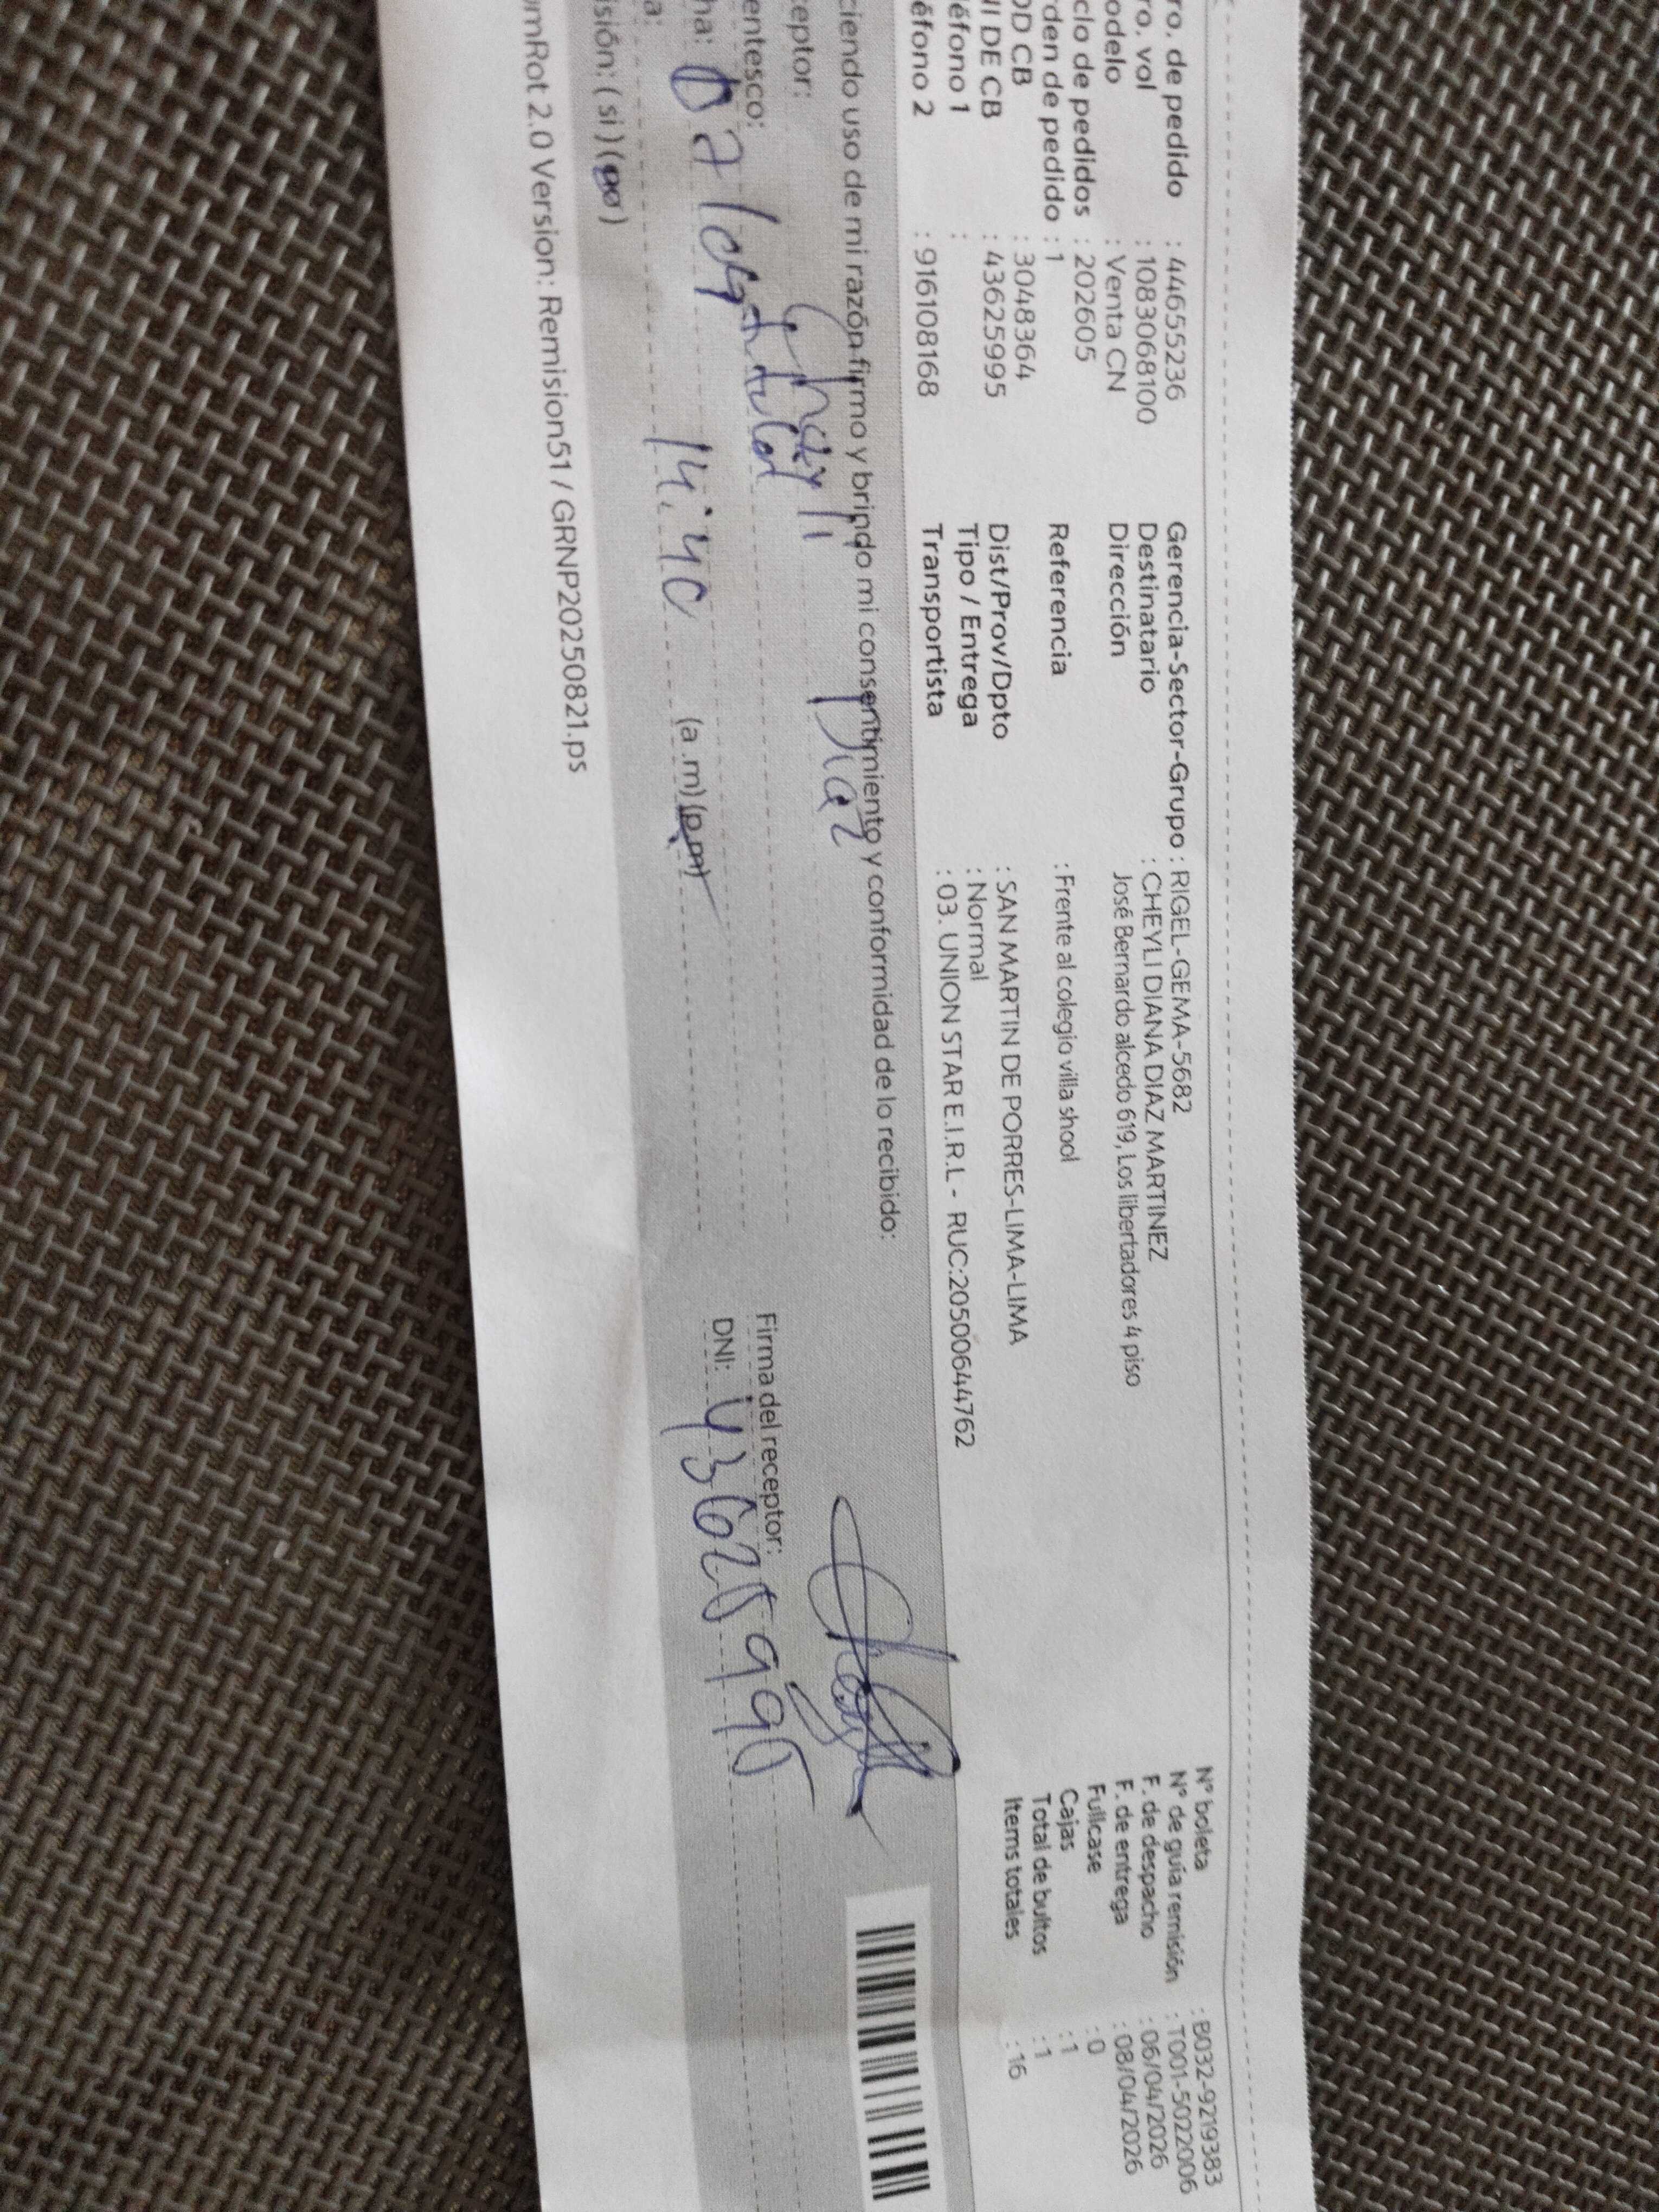 ro. de pedido : 446555236
ro. vol : 1083068100
odelo : Venta CN
clo de pedidos : 202605
rden de pedido : 1
OD CB : 3048364
NI DE CB : 43625995
éfono 1 :
éfono 2 : 916108168
Gerencia-Sector-Grupo : RIGEL-GEMA-5682
Destinatario : CHEYLI DIANA DIAZ MARTINEZ
Dirección José Bernardo alcedo 619, Los libertadores 4 piso
Referencia : Frente al colegio villa shool
Dist/Prov/Dpto : SAN MARTIN DE PORRES-LIMA-LIMA
Tipo / Entrega : Normal
Transportista : 03. UNION STAR E.I.R.L - RUC:20500644762
N° boleta : B032-9219383
N° de guía remisión : T001-5022006
F. de despacho : 06/04/2026
F. de entrega : 08/04/2026
Fullcase : 0
Cajas : 1
Total de bultos : 1
Items totales : 16
ciendo uso de mi razón firmo y brindo mi consentimiento y conformidad de lo recibido:
eptor: Cheyli Diaz
entesco: titular
ha: 07/04
a: 14:40 (a.m) (p.m)
isión: ( si ) (no)
Firma del receptor:
DNI: 43625995
omRot 2.0 Version: Remision51 / GRNP20250821.ps